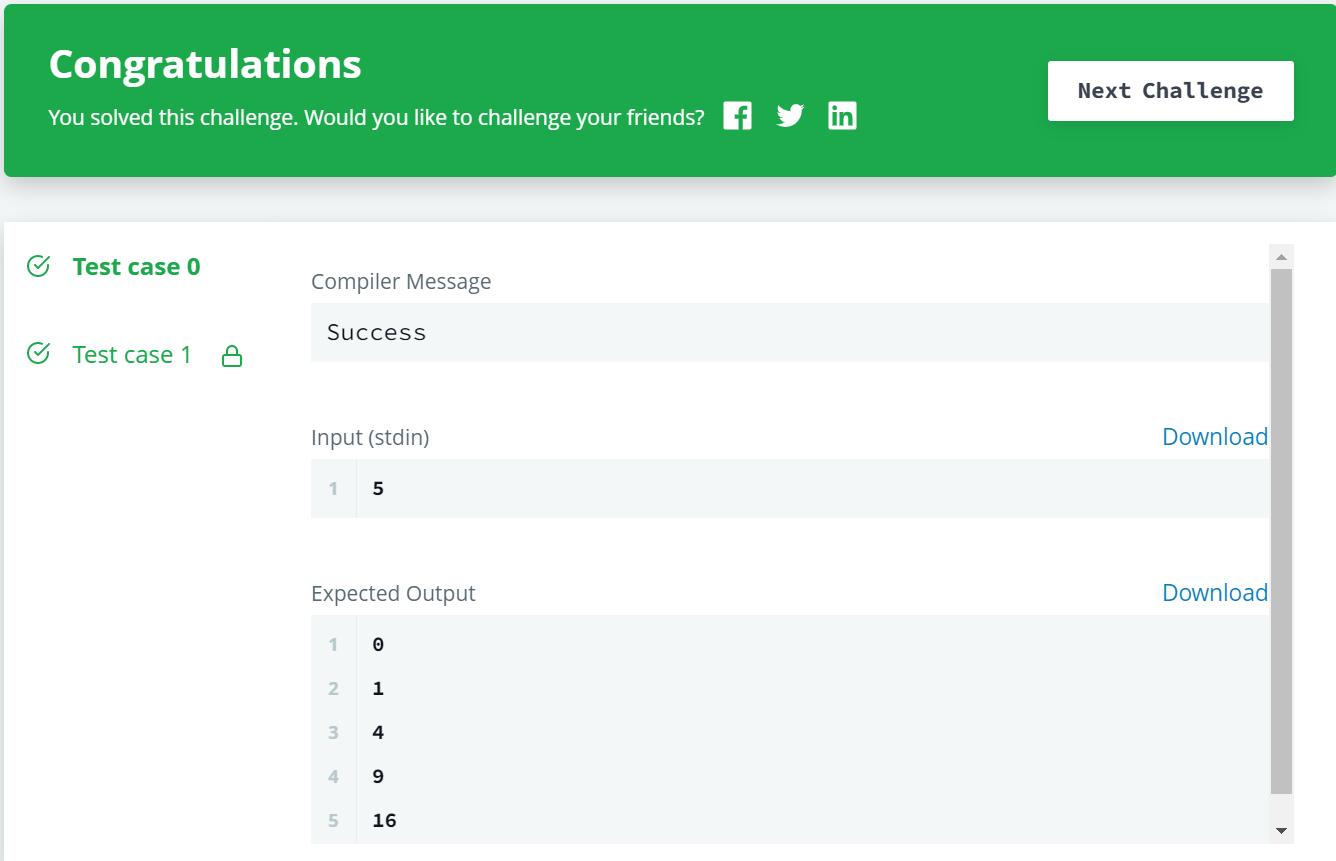 Congratulations
You solved this challenge. Would you like to challenge your friends?
Next Challenge
Test case 0
Test case 1
Compiler Message
Success
Input (stdin)
Download
1 5
Expected Output
Download
1 0
2 1
3 4
4 9
5 16